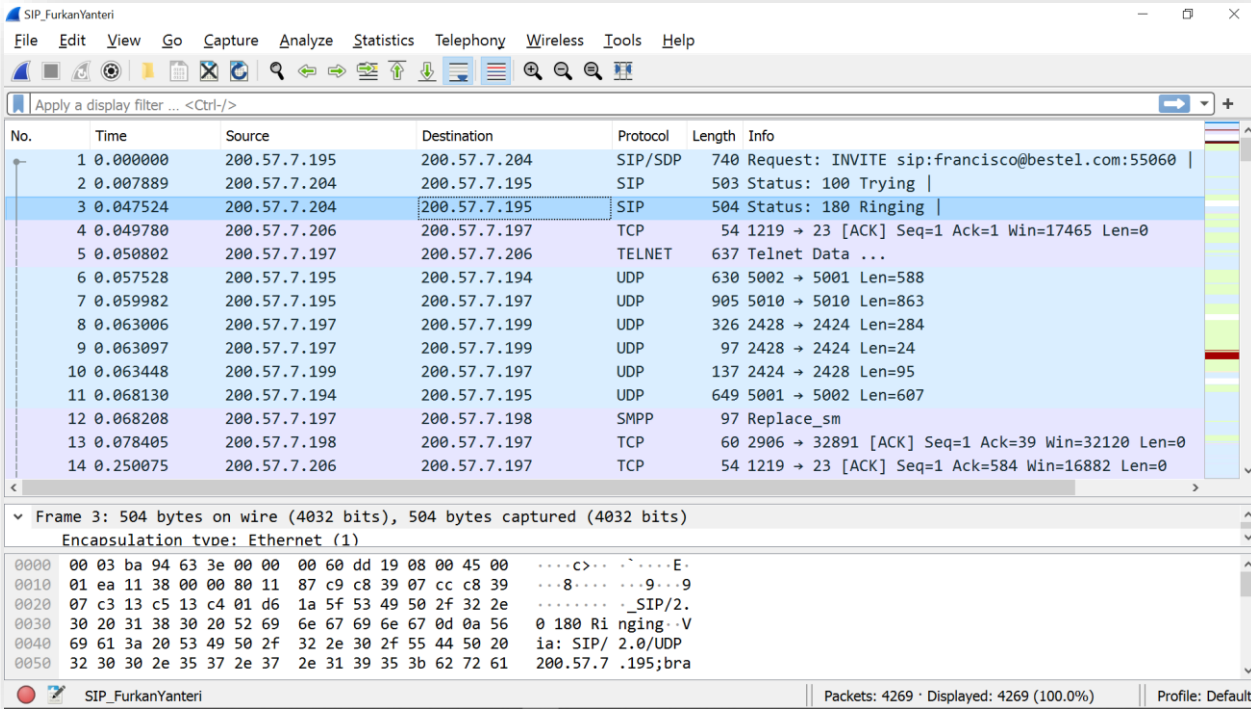 SIP_FurkanYanteri
File Edit View Go Capture Analyze Statistics Telephony Wireless Tools Help
Apply a display filter ... <Ctrl-/>
No. Time Source Destination Protocol Length Info
1 0.000000 200.57.7.195 200.57.7.204 SIP/SDP 740 Request: INVITE sip:francisco@bestel.com:55060 |
2 0.007889 200.57.7.204 200.57.7.195 SIP 503 Status: 100 Trying |
3 0.047524 200.57.7.204 200.57.7.195 SIP 504 Status: 180 Ringing |
4 0.049780 200.57.7.206 200.57.7.197 TCP 54 1219 → 23 [ACK] Seq=1 Ack=1 Win=17465 Len=0
5 0.050802 200.57.7.197 200.57.7.206 TELNET 637 Telnet Data ...
6 0.057528 200.57.7.195 200.57.7.194 UDP 630 5002 → 5001 Len=588
7 0.059982 200.57.7.195 200.57.7.197 UDP 905 5010 → 5010 Len=863
8 0.063006 200.57.7.197 200.57.7.199 UDP 326 2428 → 2424 Len=284
9 0.063097 200.57.7.197 200.57.7.199 UDP 97 2428 → 2424 Len=24
10 0.063448 200.57.7.199 200.57.7.197 UDP 137 2424 → 2428 Len=95
11 0.068130 200.57.7.194 200.57.7.195 UDP 649 5001 → 5002 Len=607
12 0.068208 200.57.7.197 200.57.7.198 SMPP 97 Replace_sm
13 0.078405 200.57.7.198 200.57.7.197 TCP 60 2906 → 32891 [ACK] Seq=1 Ack=39 Win=32120 Len=0
14 0.250075 200.57.7.206 200.57.7.197 TCP 54 1219 → 23 [ACK] Seq=1 Ack=584 Win=16882 Len=0
Frame 3: 504 bytes on wire (4032 bits), 504 bytes captured (4032 bits)
Encapsulation type: Ethernet (1)
0000 00 03 ba 94 63 3e 00 00 00 60 dd 19 08 00 45 00 ····c>·· ·`····E·
0010 01 ea 11 38 00 00 80 11 87 c9 c8 39 07 cc c8 39 ···8···· ···9···9
0020 07 c3 13 c5 13 c4 01 d6 1a 5f 53 49 50 2f 32 2e ········ ·_SIP/2.
0030 30 20 31 38 30 20 52 69 6e 67 69 6e 67 0d 0a 56 0 180 Ri nging··V
0040 69 61 3a 20 53 49 50 2f 32 2e 30 2f 55 44 50 20 ia: SIP/ 2.0/UDP
0050 32 30 30 2e 35 37 2e 37 2e 31 39 35 3b 62 72 61 200.57.7 .195;bra
SIP_FurkanYanteri Packets: 4269 · Displayed: 4269 (100.0%) Profile: Default